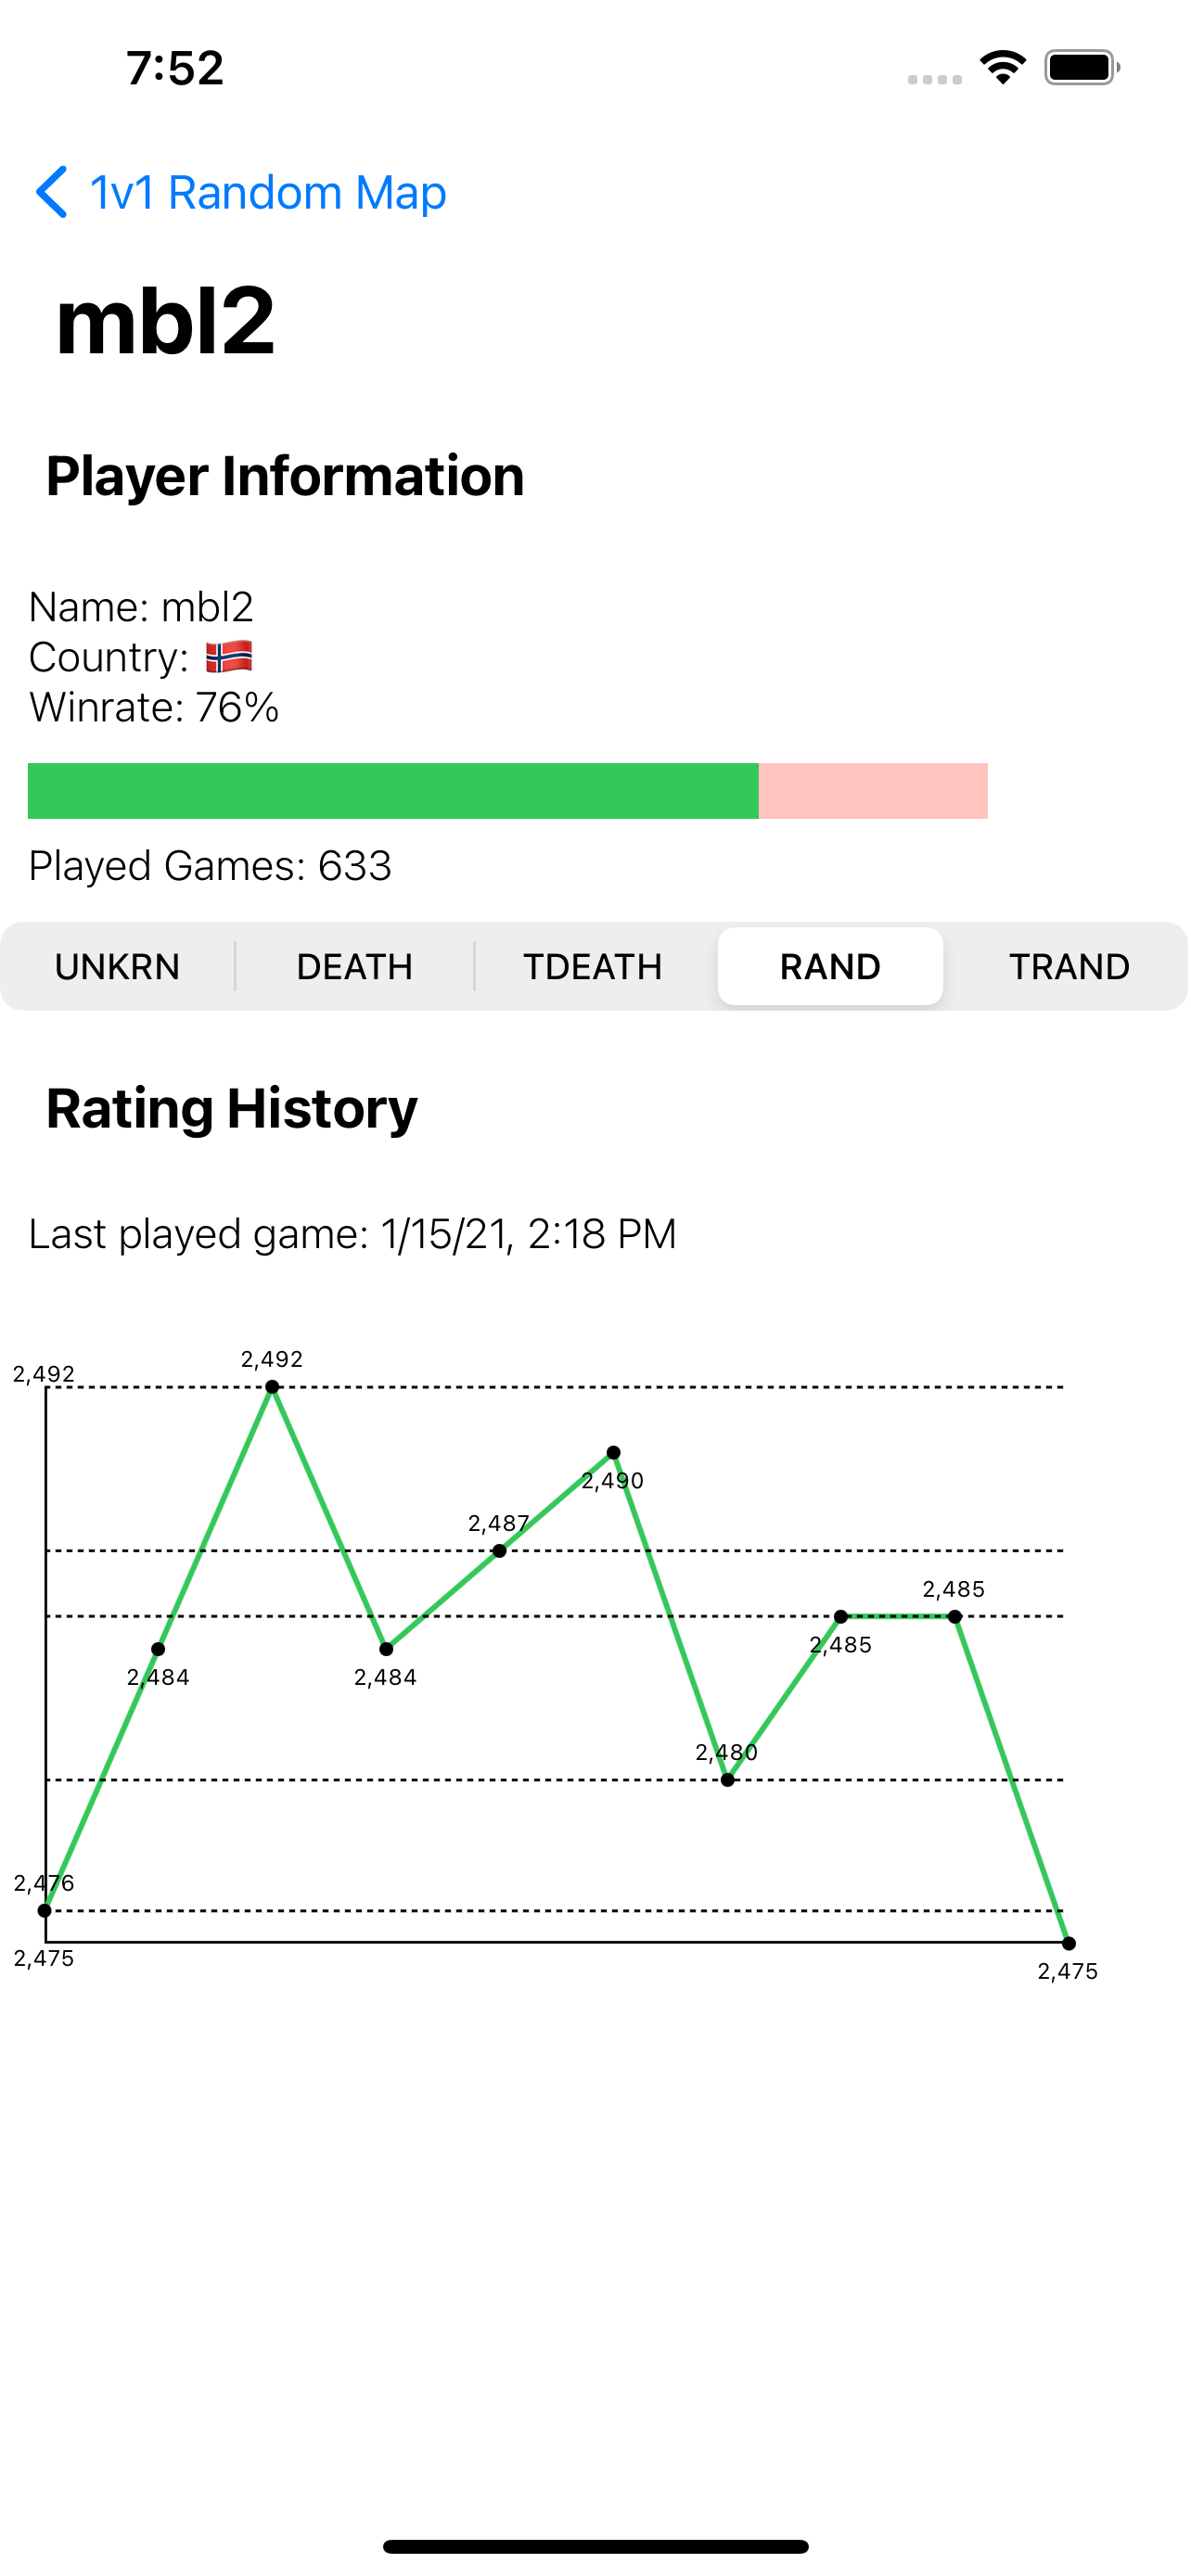 7:52
1v1 Random Map
mbl2
Player Information
Name: mbl2
Country: 🇳🇴
Winrate: 76%
Played Games: 633
UNKRN DEATH TDEATH RAND TRAND
Rating History
Last played game: 1/15/21, 2:18 PM
2,492
2,492
2,490
2,487
2,485
2,485
2,484
2,484
2,480
2,476
2,475
2,475